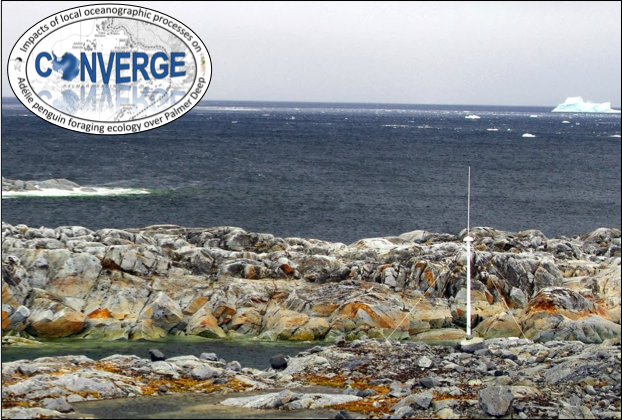 Impacts of local oceanographic processes on
CONVERGE
Adélie penguin foraging ecology over Palmer Deep